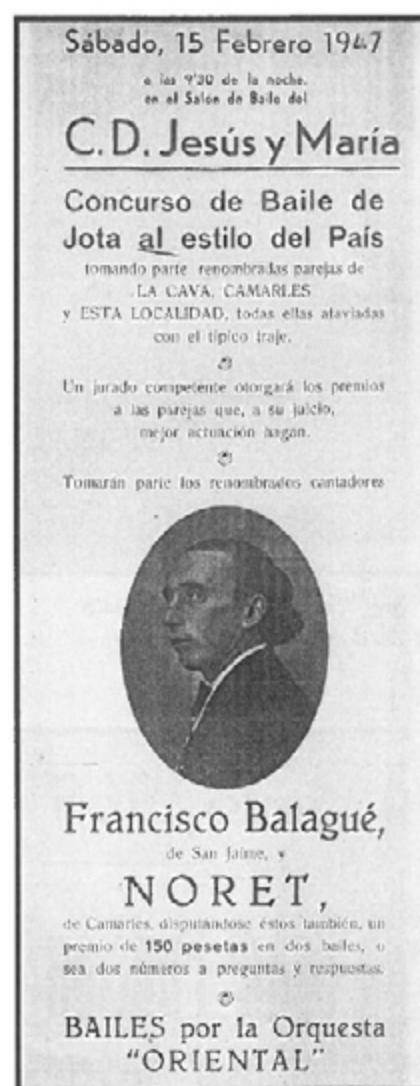 Sábado, 15 Febrero 1947
a las 9'30 de la noche,
en el Salón de Baile del
C.D. Jesús y María
Concurso de Baile de
Jota al estilo del País
tomando parte renombradas parejas de
LA CAVA, CAMARLES
y ESTA LOCALIDAD, todas ellas ataviadas
con el típico traje.
Un jurado competente otorgará los premios
a las parejas que, a su juicio,
mejor actuación hagan.
Tomarán parte los renombrados cantadores
Francisco Balagué,
de San Jaime, y
NORET,
de Camarles, disputándose éstos también, un
premio de 150 pesetas en dos bailes, o
sea dos números a preguntas y respuestas.
BAILES por la Orquesta
"ORIENTAL"